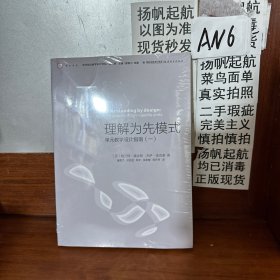 扬帆起航
以图为准
现货秒发
AN6
扬帆起航
菜鸟面单
真实拍照
二手瑕疵
完美主义
慎拍慎拍
扬帆起航
均已消毒
正版现货
Understanding by Design
理解为先模式
单元教学设计指南（一）